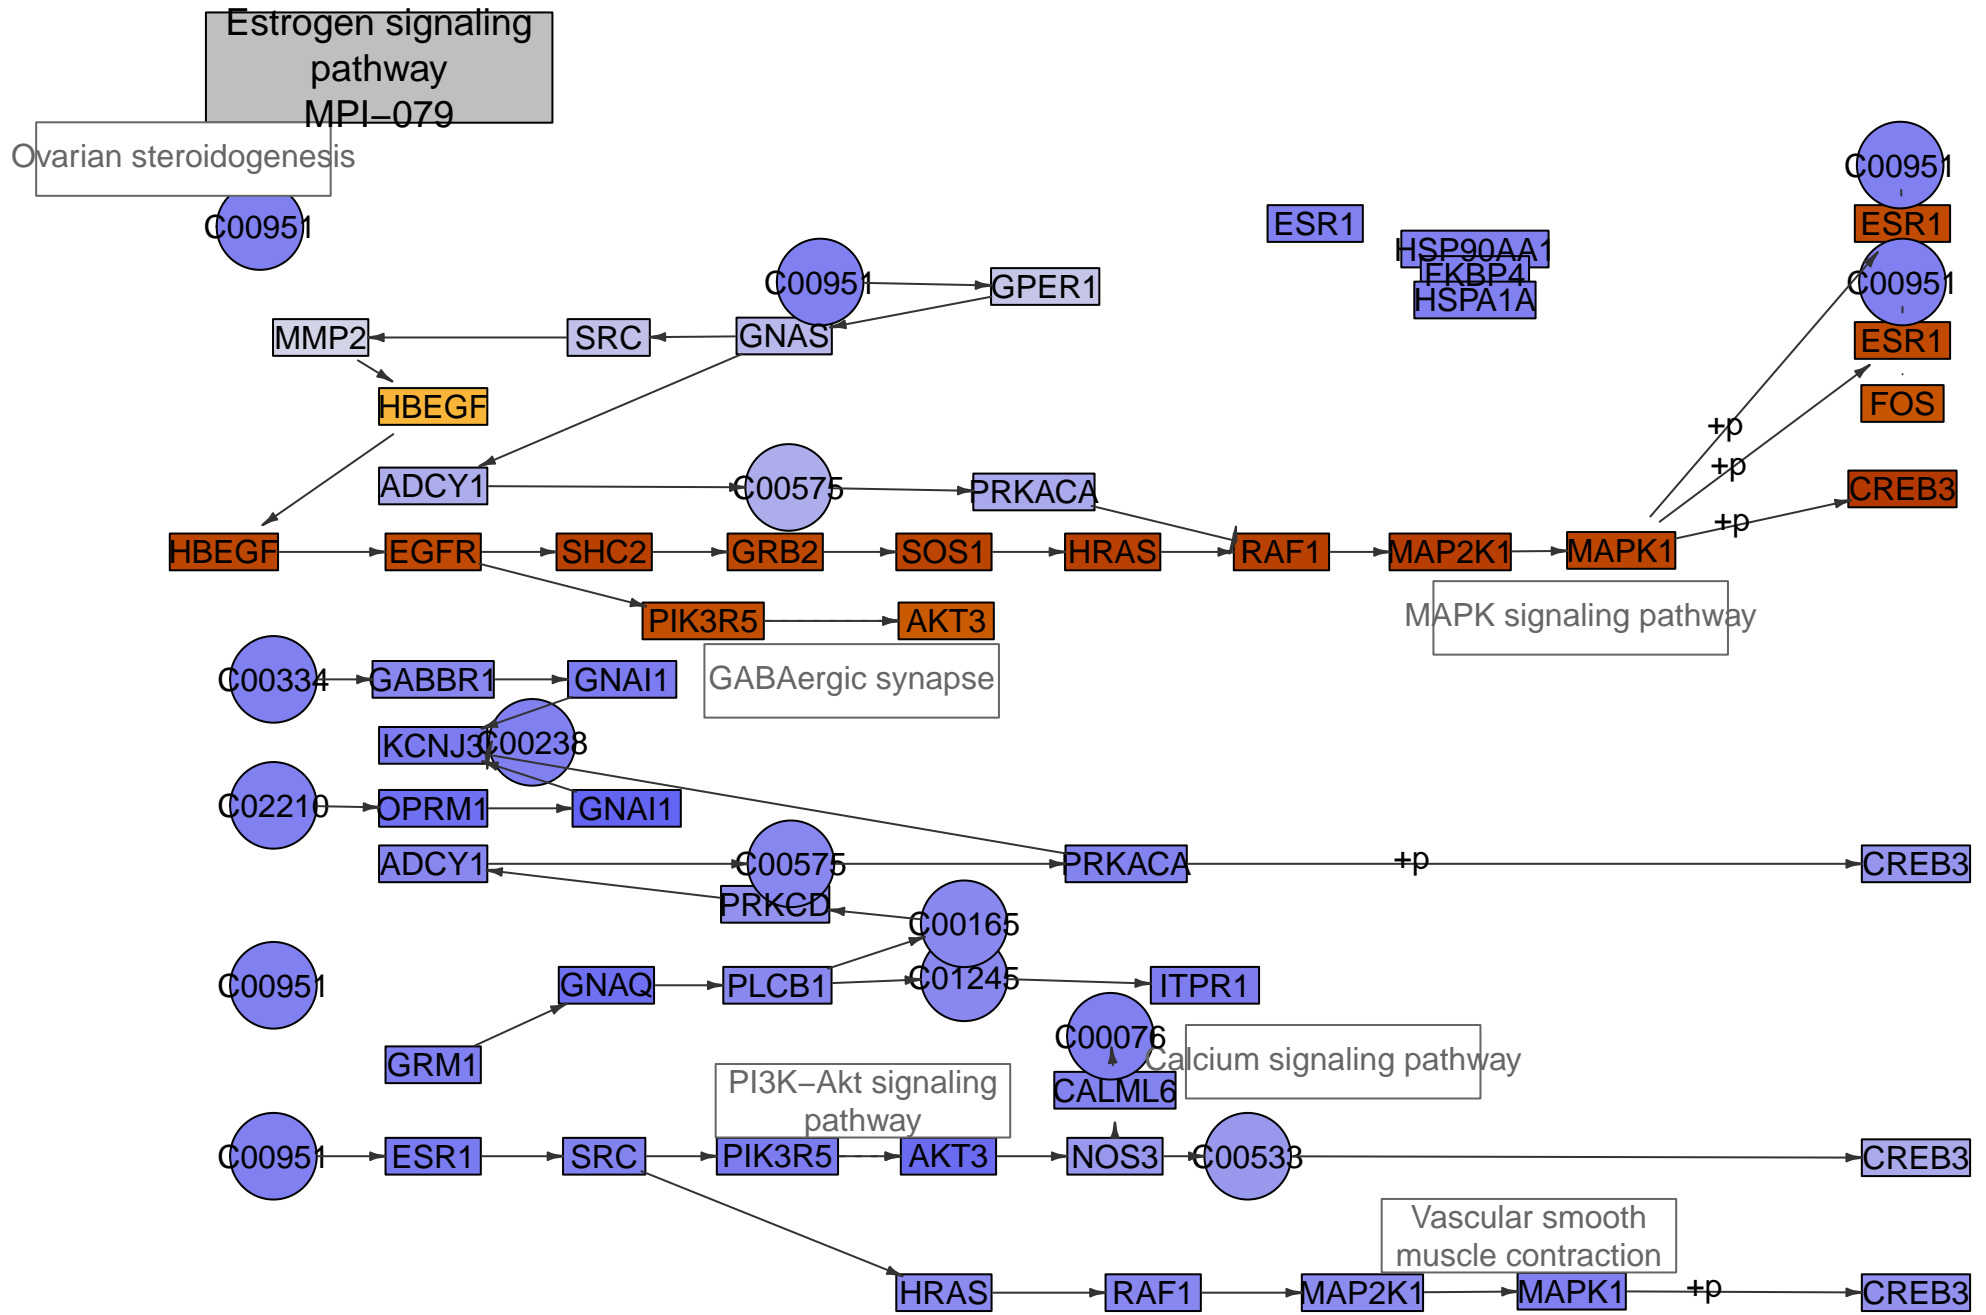 Estrogen signaling
pathway
MPI−079
Ovarian steroidogenesis
C00951
C00951
ESR1
C00951
ESR1
HSP90AA1
FKBP4
HSPA1A
C00951
GPER1
C00951
MMP2
SRC
GNAS
ESR1
HBEGF
FOS
+p
+p
ADCY1
C00575
PRKACA
CREB3
+p
HBEGF
EGFR
SHC2
GRB2
SOS1
HRAS
RAF1
MAP2K1
MAPK1
PIK3R5
AKT3
MAPK signaling pathway
C00334
GABBR1
GNAI1
GABAergic synapse
KCNJ3
C00238
C02210
OPRM1
GNAI1
ADCY1
C00575
PRKACA
+p
CREB3
PRKCD
C00165
C00951
GNAQ
PLCB1
C01245
ITPR1
C00076
Calcium signaling pathway
GRM1
CALML6
PI3K−Akt signaling
pathway
C00951
ESR1
SRC
PIK3R5
AKT3
NOS3
C00533
CREB3
Vascular smooth
muscle contraction
HRAS
RAF1
MAP2K1
MAPK1
+p
CREB3